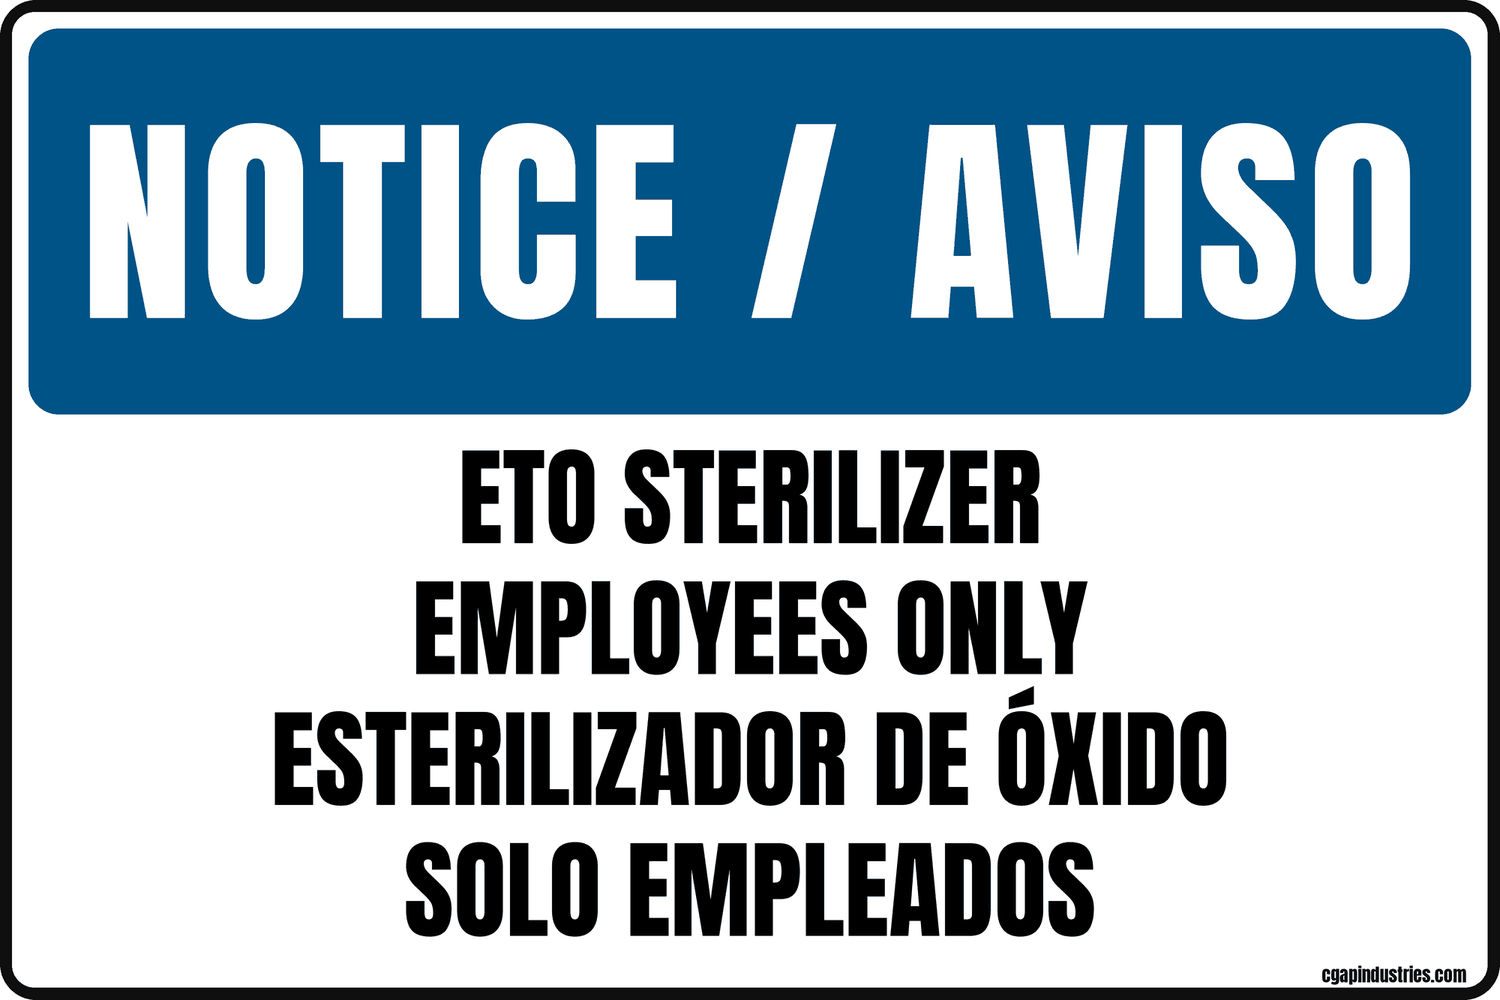 NOTICE / AVISO
ETO STERILIZER
EMPLOYEES ONLY
ESTERILIZADOR DE ÓXIDO
SOLO EMPLEADOS
cgapindustries.com